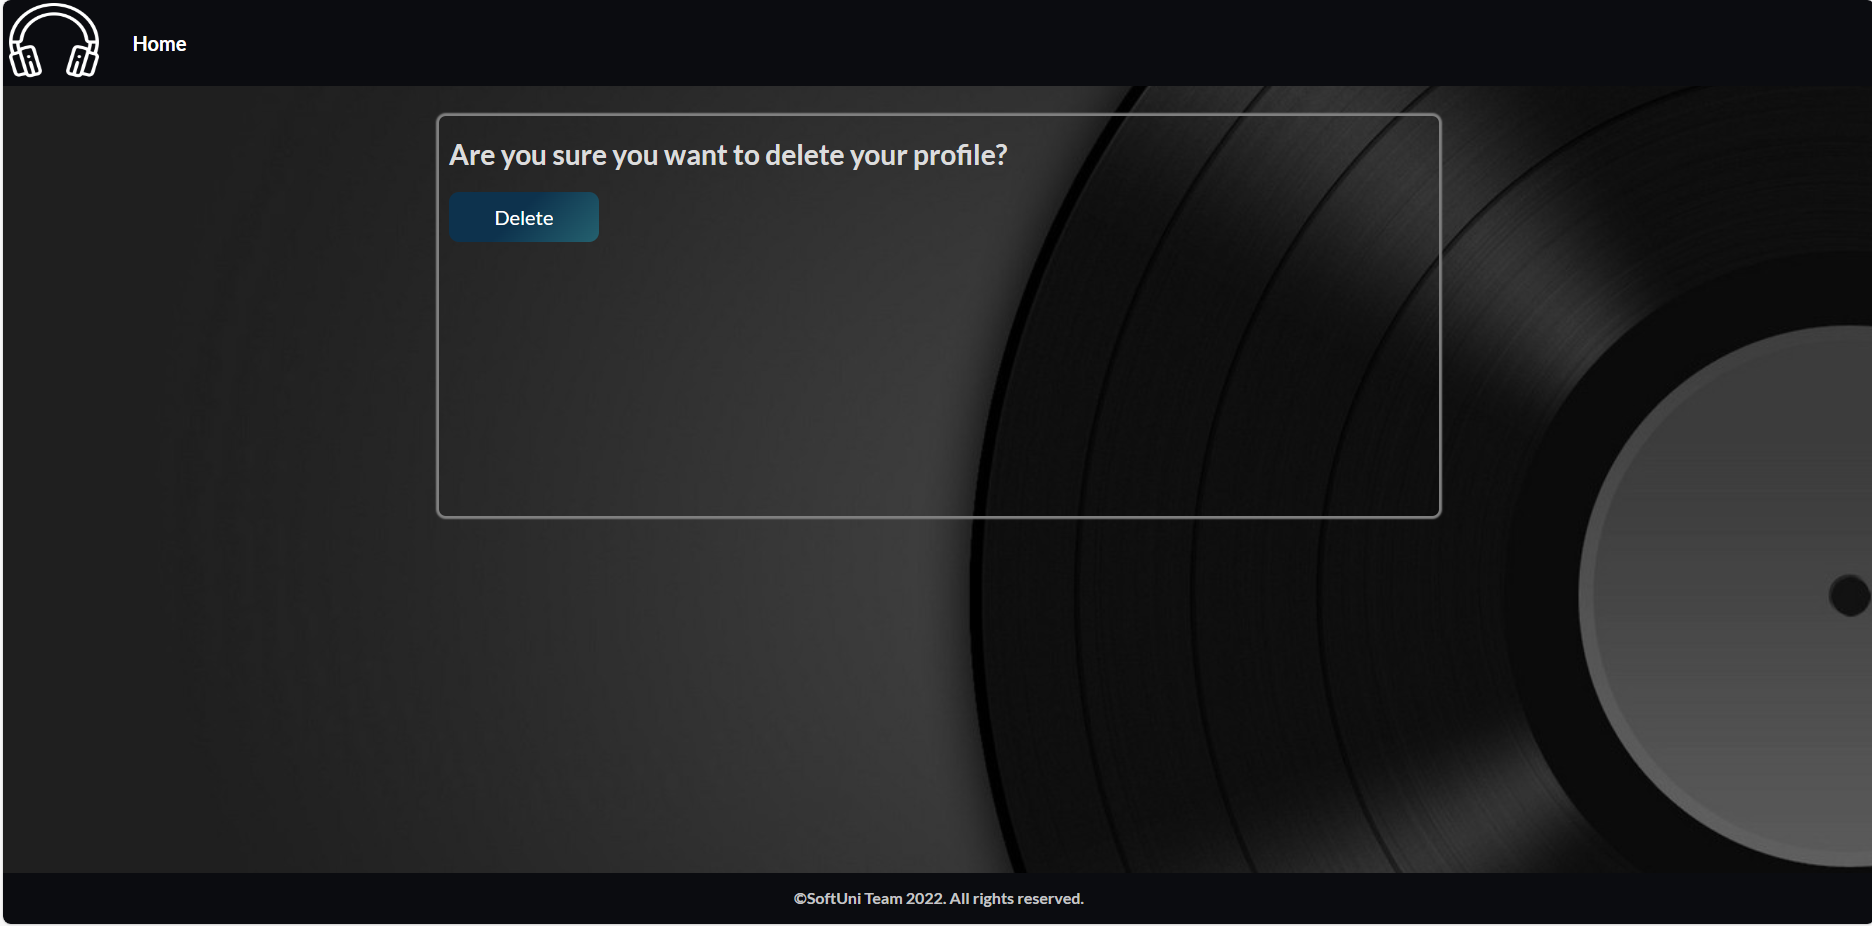 Home
Are you sure you want to delete your profile?
Delete
©SoftUni Team 2022. All rights reserved.